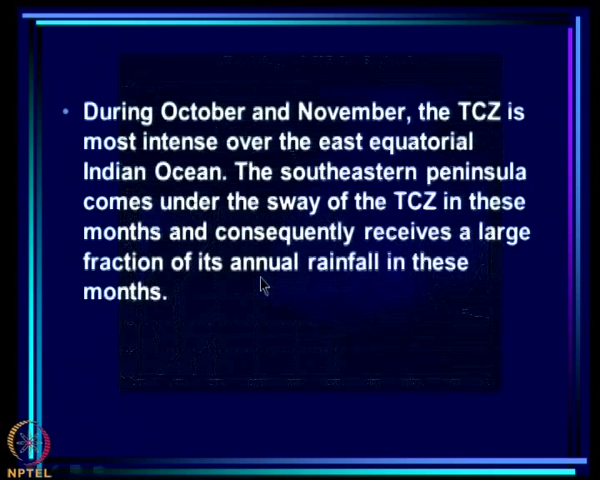 • During October and November, the TCZ is
most intense over the east equatorial
Indian Ocean. The southeastern peninsula
comes under the sway of the TCZ in these
months and consequently receives a large
fraction of its annual rainfall in these
months.
NPTEL